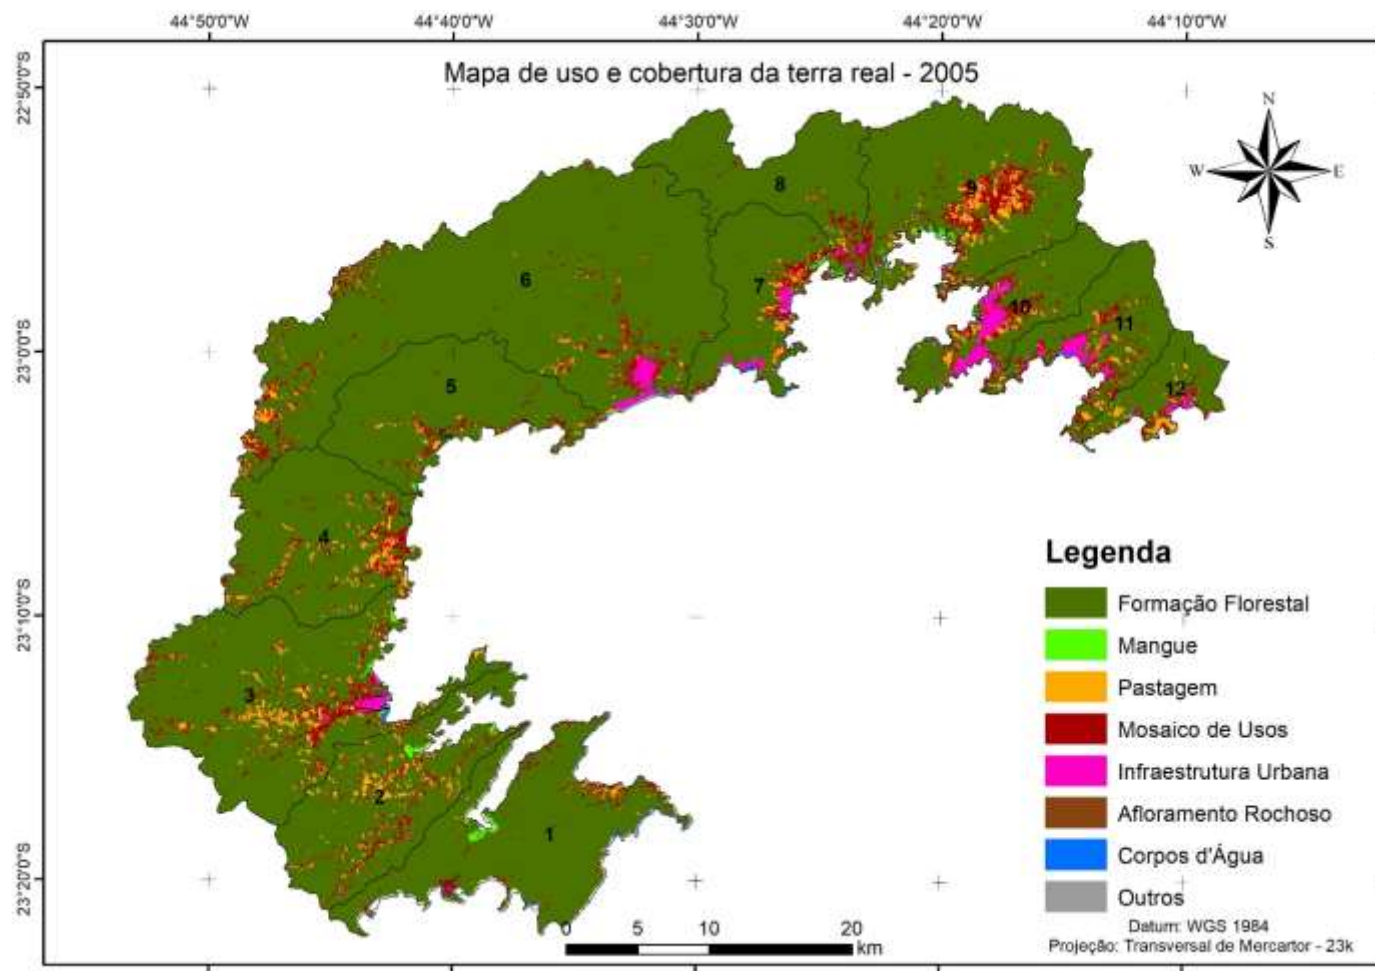 44°50'0"W 44°40'0"W 44°30'0"W 44°20'0"W 44°10'0"W
Mapa de uso e cobertura da terra real - 2005
22°50'0"S
N
W E
S
8
9
6
7
10
23°0'0"S
11
5
12
4
Legenda
Formação Florestal
23°10'0"S
Mangue
Pastagem
3
Mosaico de Usos
Infraestrutura Urbana
2
Afloramento Rochoso
1
Corpos d'Água
23°20'0"S
Outros
Datum: WGS 1984
Projeção: Transversal de Mercartor - 23k
0 5 10 20
km